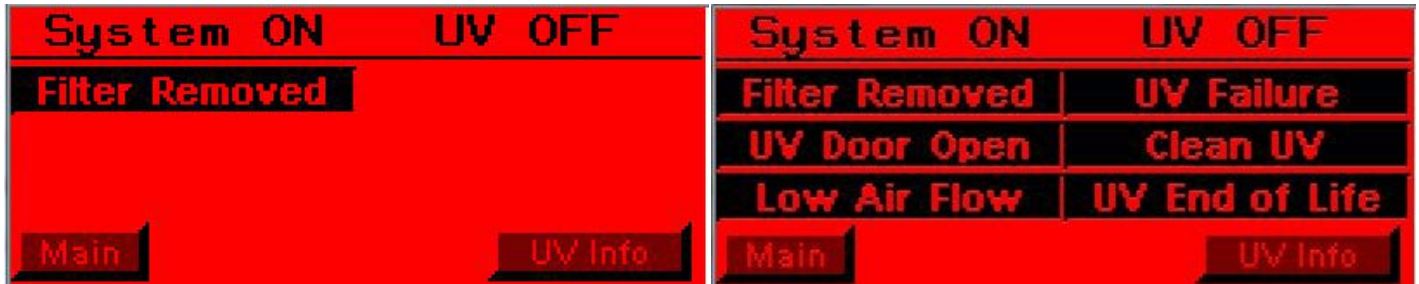 System ON UV OFF
Filter Removed
Main UV Info
System ON UV OFF
Filter Removed UV Failure
UV Door Open Clean UV
Low Air Flow UV End of Life
Main UV Info